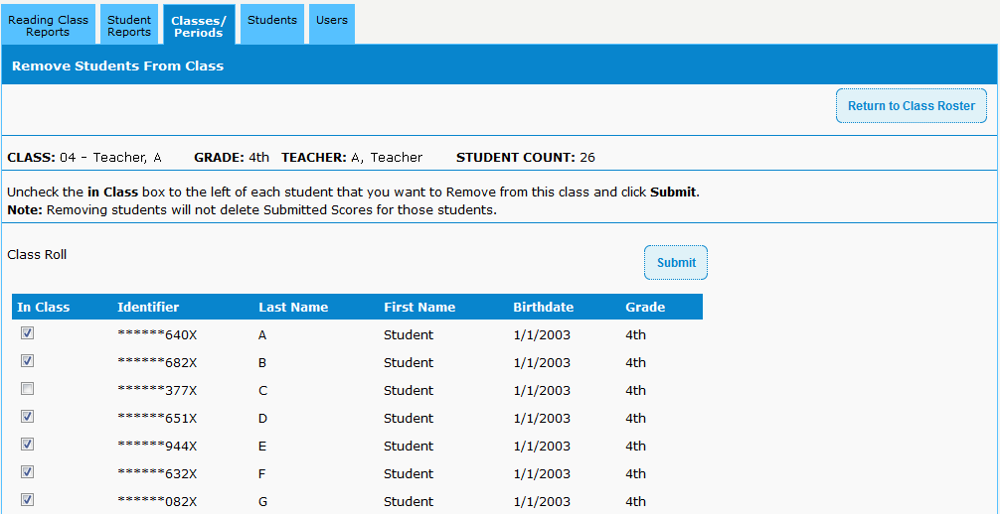 Reading Class Reports
Student Reports
Classes/ Periods
Students
Users
Remove Students From Class
Return to Class Roster
CLASS: 04 - Teacher, A GRADE: 4th TEACHER: A, Teacher STUDENT COUNT: 26
Uncheck the in Class box to the left of each student that you want to Remove from this class and click Submit.
Note: Removing students will not delete Submitted Scores for those students.
Class Roll
Submit
In Class Identifier Last Name First Name Birthdate Grade
******640X A Student 1/1/2003 4th
******682X B Student 1/1/2003 4th
******377X C Student 1/1/2003 4th
******651X D Student 1/1/2003 4th
******944X E Student 1/1/2003 4th
******632X F Student 1/1/2003 4th
******082X G Student 1/1/2003 4th